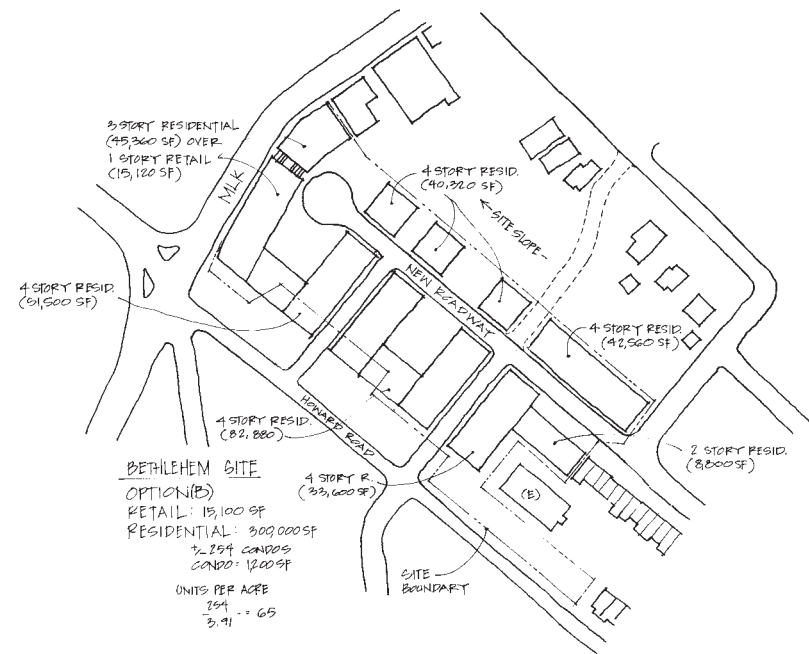 3 STORY RESIDENTIAL
(45,360 SF) OVER
1 STORY RETAIL
(15,120 SF)
MLK
4 STORY RESID.
(40,320 SF)
SITE SLOPE
NEW ROADWAY
4 STORY RESID.
(51,500 SF)
4 STORY RESID.
(42,560 SF)
HOWARD ROAD
4 STORY RESID.
(82,880)
2 STORY RESID.
(8,800 SF)
4 STORY R.
(33,600 SF)
(E)
SITE
BOUNDARY
BETHLEHEM SITE
OPTION (B)
RETAIL: 15,100 SF
RESIDENTIAL: 309,000 SF
+/- 254 CONDOS
CONDO = 1,200 SF
UNITS PER ACRE
254
3.91 = 65